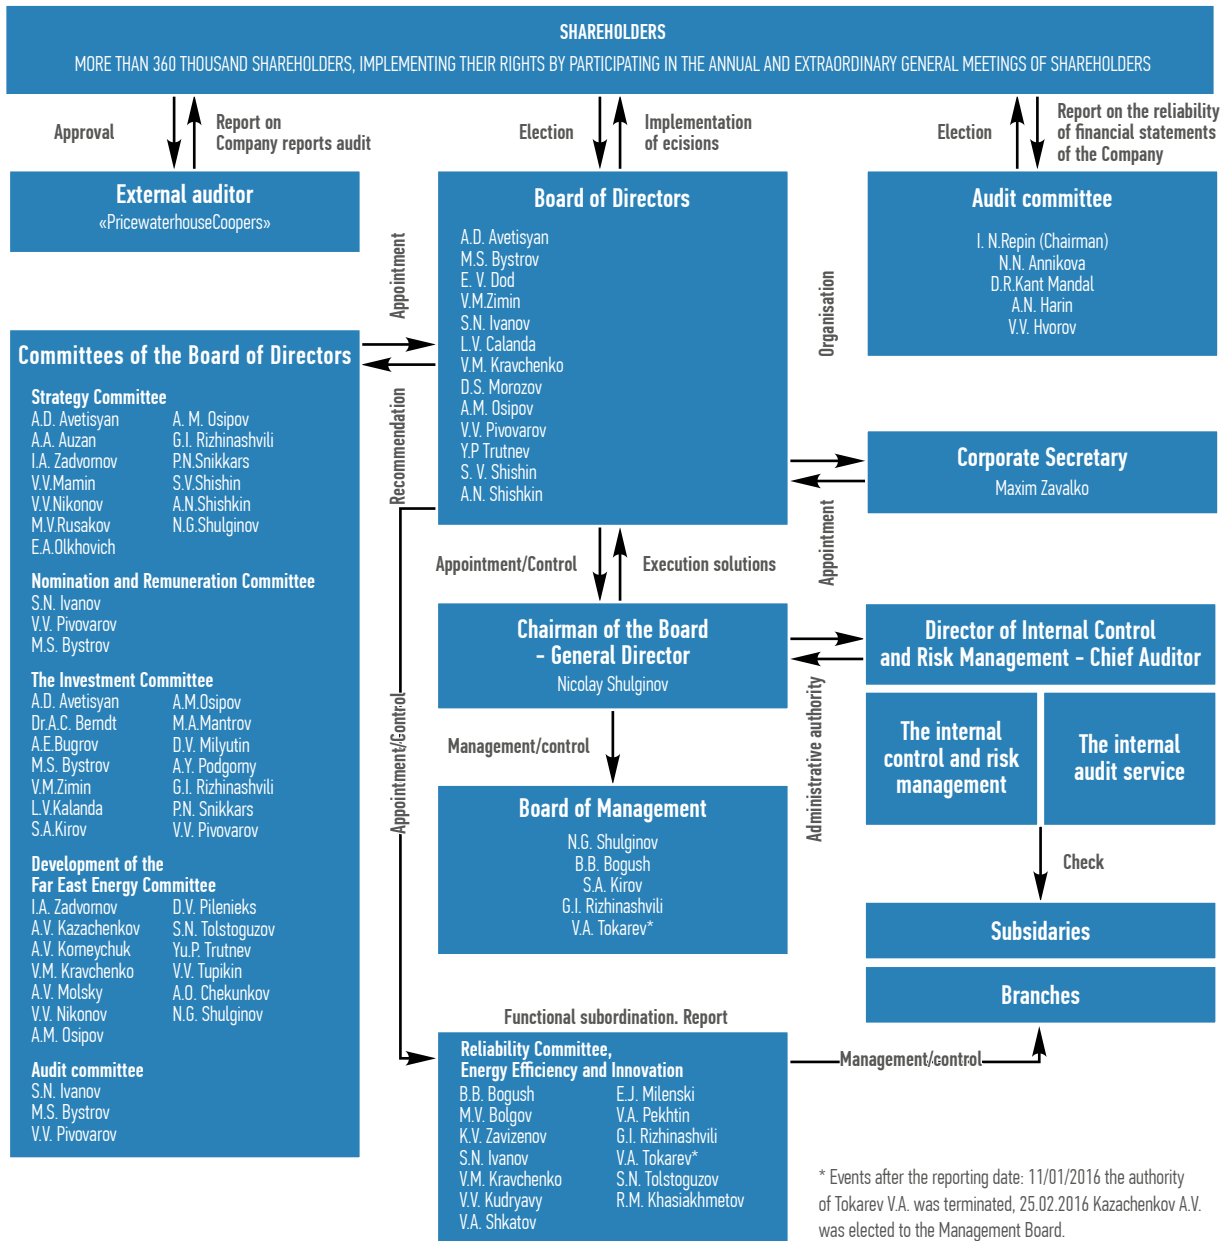 SHAREHOLDERS
MORE THAN 360 THOUSAND SHAREHOLDERS, IMPLEMENTING THEIR RIGHTS BY PARTICIPATING IN THE ANNUAL AND EXTRAORDINARY GENERAL MEETINGS OF SHAREHOLDERS
Approval
Report on
Company reports audit
Election
Implementation
of ecisions
Election
Report on the reliability
of financial statements
of the Company
External auditor
«PricewaterhouseCoopers»
Board of Directors
A.D. Avetisyan
M.S. Bystrov
E. V. Dod
V.M.Zimin
S.N. Ivanov
L.V. Calanda
V.M. Kravchenko
D.S. Morozov
A.M. Osipov
V.V. Pivovarov
Y.P Trutnev
S. V. Shishin
A.N. Shishkin
Audit committee
I. N.Repin (Chairman)
N.N. Annikova
D.R.Kant Mandal
A.N. Harin
V.V. Hvorov
Appointment
Recommendation
Organisation
Appointment
Committees of the Board of Directors
Strategy Committee
A.D. Avetisyan
A.A. Auzan
I.A. Zadvornov
V.V.Mamin
V.V.Nikonov
M.V.Rusakov
E.A.Olkhovich
A. M. Osipov
G.I. Rizhinashvili
P.N.Snikkars
S.V.Shishin
A.N.Shishkin
N.G.Shulginov
Nomination and Remuneration Committee
S.N. Ivanov
V.V. Pivovarov
M.S. Bystrov
The Investment Committee
A.D. Avetisyan
Dr.A.C. Berndt
A.E.Bugrov
M.S. Bystrov
V.M.Zimin
L.V.Kalanda
S.A.Kirov
A.M.Osipov
M.A.Mantrov
D.V. Milyutin
A.Y. Podgorny
G.I. Rizhinashvili
P.N. Snikkars
V.V. Pivovarov
Development of the
Far East Energy Committee
I.A. Zadvornov
A.V. Kazachenkov
A.V. Korneychuk
V.M. Kravchenko
A.V. Molsky
V.V. Nikonov
A.M. Osipov
D.V. Pilenieks
S.N. Tolstoguzov
Yu.P. Trutnev
V.V. Tupikin
A.O. Chekunkov
N.G. Shulginov
Audit committee
S.N. Ivanov
M.S. Bystrov
V.V. Pivovarov
Corporate Secretary
Maxim Zavalko
Appointment/Control
Execution solutions
Chairman of the Board
- General Director
Nicolay Shulginov
Director of Internal Control
and Risk Management - Chief Auditor
The internal
control and risk
management
The internal
audit service
Appointment/Control
Management/control
Administrative authority
Board of Management
N.G. Shulginov
B.B. Bogush
S.A. Kirov
G.I. Rizhinashvili
V.A. Tokarev*
Check
Subsidaries
Branches
Functional subordination. Report
Reliability Committee,
Energy Efficiency and Innovation
B.B. Bogush
M.V. Bolgov
K.V. Zavizenov
S.N. Ivanov
V.M. Kravchenko
V.V. Kudryavy
V.A. Shkatov
E.J. Milenski
V.A. Pekhtin
G.I. Rizhinashvili
V.A. Tokarev*
S.N. Tolstoguzov
R.M. Khasiakhmetov
Management/control
* Events after the reporting date: 11/01/2016 the authority
of Tokarev V.A. was terminated, 25.02.2016 Kazachenkov A.V.
was elected to the Management Board.